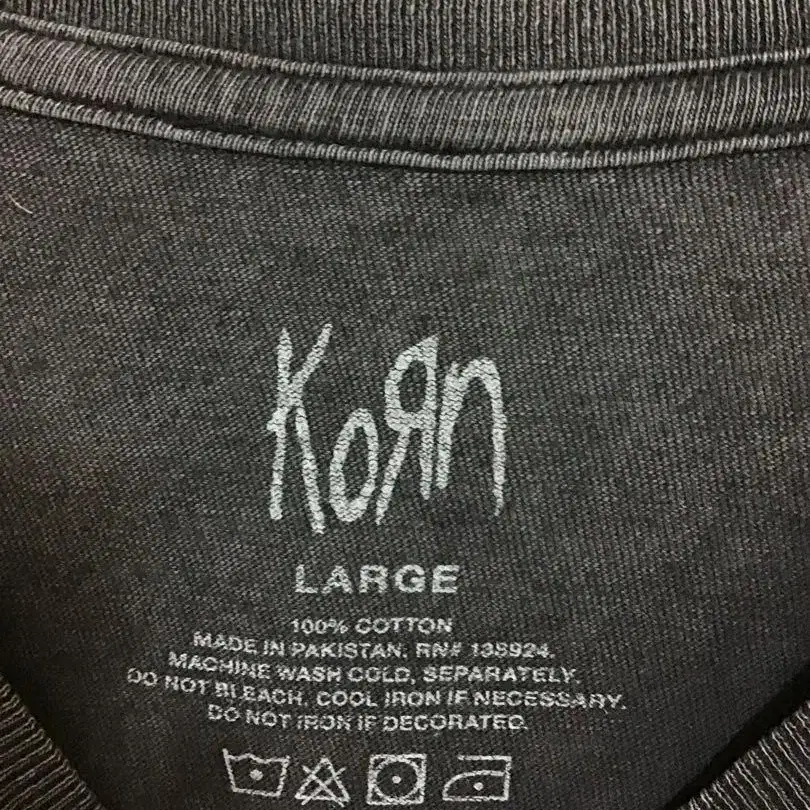 KoЯn
LARGE
100% COTTON
MADE IN PAKISTAN. RN# 138924.
MACHINE WASH COLD, SEPARATELY.
DO NOT BLEACH. COOL IRON IF NECESSARY.
DO NOT IRON IF DECORATED.